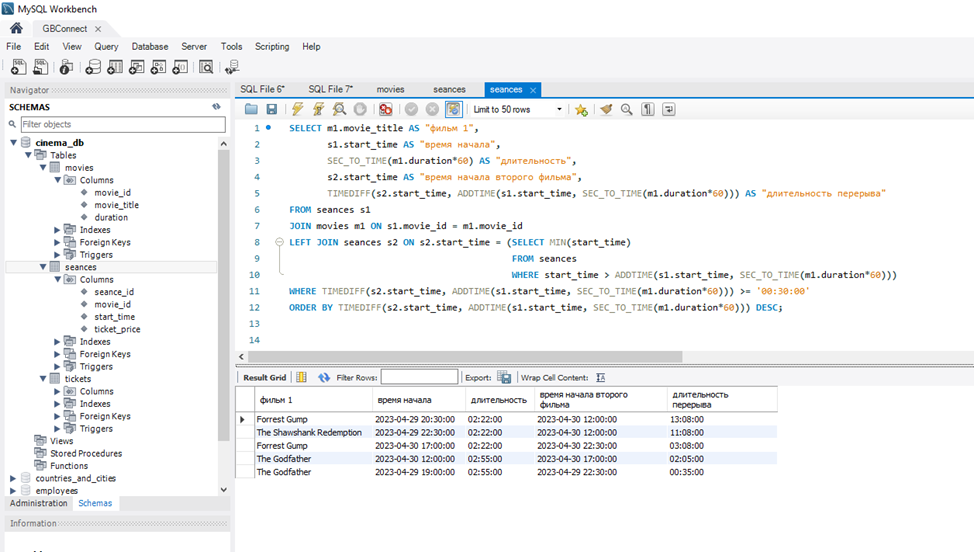 MySQL Workbench
GBConnect ×
File Edit View Query Database Server Tools Scripting Help
Navigator
SCHEMAS
Filter objects
cinema_db
Tables
movies
Columns
movie_id
movie_title
duration
Indexes
Foreign Keys
Triggers
seances
Columns
seance_id
movie_id
start_time
ticket_price
Indexes
Foreign Keys
Triggers
tickets
Columns
Indexes
Foreign Keys
Triggers
Views
Stored Procedures
Functions
countries_and_cities
employees
Administration Schemas
Information
SQL File 6* SQL File 7* movies seances seances ×
Limit to 50 rows
1 SELECT m1.movie_title AS "фильм 1",
2 s1.start_time AS "время начала",
3 SEC_TO_TIME(m1.duration*60) AS "длительность",
4 s2.start_time AS "время начала второго фильма",
5 TIMEDIFF(s2.start_time, ADDTIME(s1.start_time, SEC_TO_TIME(m1.duration*60))) AS "длительность перерыва"
6 FROM seances s1
7 JOIN movies m1 ON s1.movie_id = m1.movie_id
8 LEFT JOIN seances s2 ON s2.start_time = (SELECT MIN(start_time)
9 FROM seances
10 WHERE start_time > ADDTIME(s1.start_time, SEC_TO_TIME(m1.duration*60)))
11 WHERE TIMEDIFF(s2.start_time, ADDTIME(s1.start_time, SEC_TO_TIME(m1.duration*60))) >= '00:30:00'
12 ORDER BY TIMEDIFF(s2.start_time, ADDTIME(s1.start_time, SEC_TO_TIME(m1.duration*60))) DESC;
13
14
Result Grid Filter Rows: Export: Wrap Cell Content:
фильм 1 время начала длительность время начала второго фильма длительность перерыва
Forrest Gump 2023-04-29 20:30:00 02:22:00 2023-04-30 12:00:00 13:08:00
The Shawshank Redemption 2023-04-29 22:30:00 02:22:00 2023-04-30 12:00:00 11:08:00
Forrest Gump 2023-04-30 17:00:00 02:22:00 2023-04-30 22:30:00 03:08:00
The Godfather 2023-04-30 12:00:00 02:55:00 2023-04-30 17:00:00 02:05:00
The Godfather 2023-04-29 19:00:00 02:55:00 2023-04-29 22:30:00 00:35:00